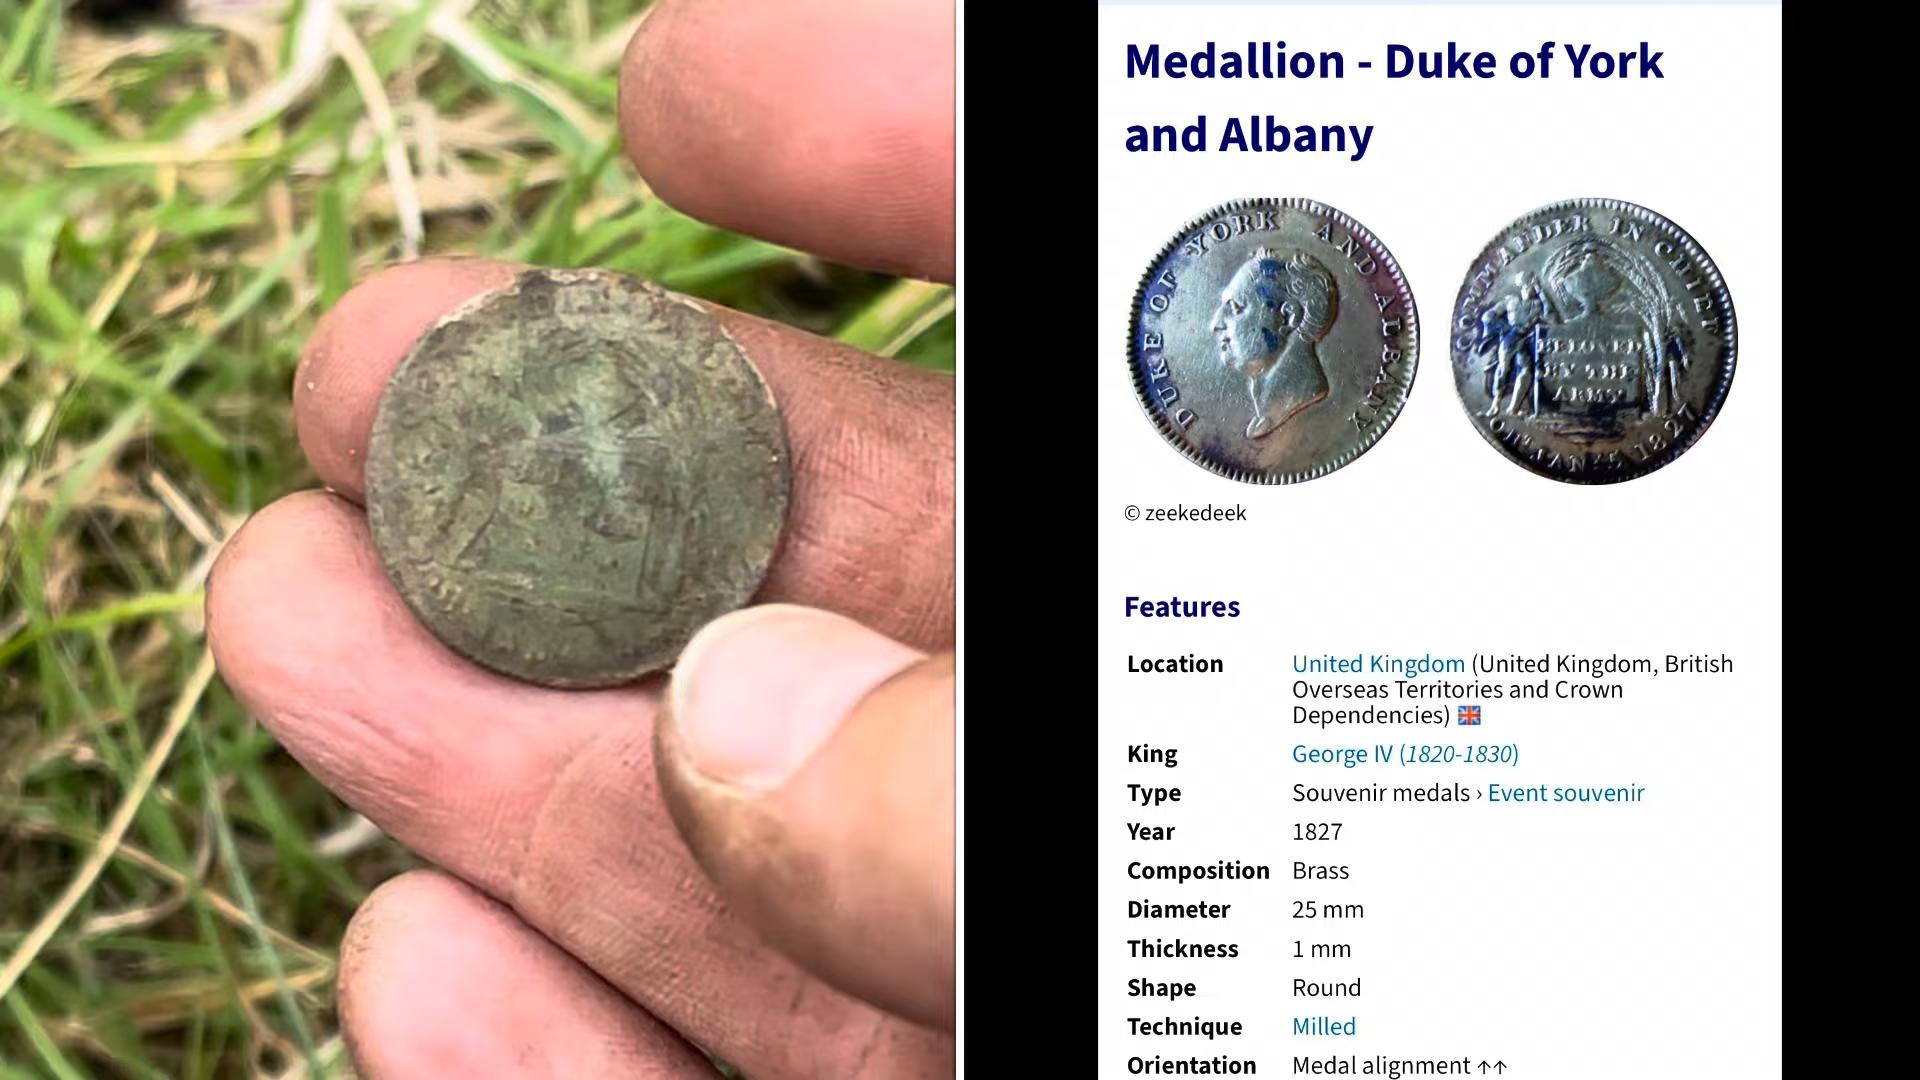 Medallion - Duke of York
and Albany
DUKE OF YORK AND ALBANY
COMMANDER IN CHIEF
BELOVED
BY THE
ARMY
JAN 5 1827
© zeekedeek
Features
Location United Kingdom (United Kingdom, British
Overseas Territories and Crown
Dependencies)
King George IV (1820-1830)
Type Souvenir medals › Event souvenir
Year 1827
Composition Brass
Diameter 25 mm
Thickness 1 mm
Shape Round
Technique Milled
Orientation Medal alignment ↑↑